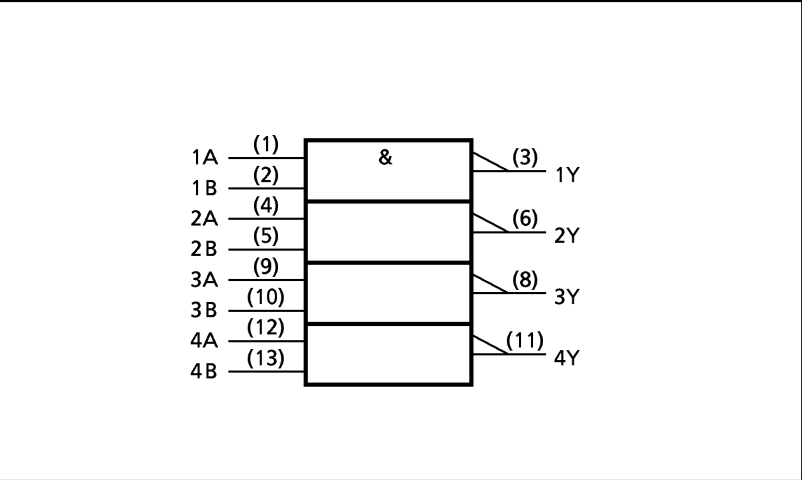 1A (1) & (3) 1Y
1B (2)
2A (4) (6) 2Y
2B (5)
3A (9) (8) 3Y
3B (10)
4A (12) (11) 4Y
4B (13)